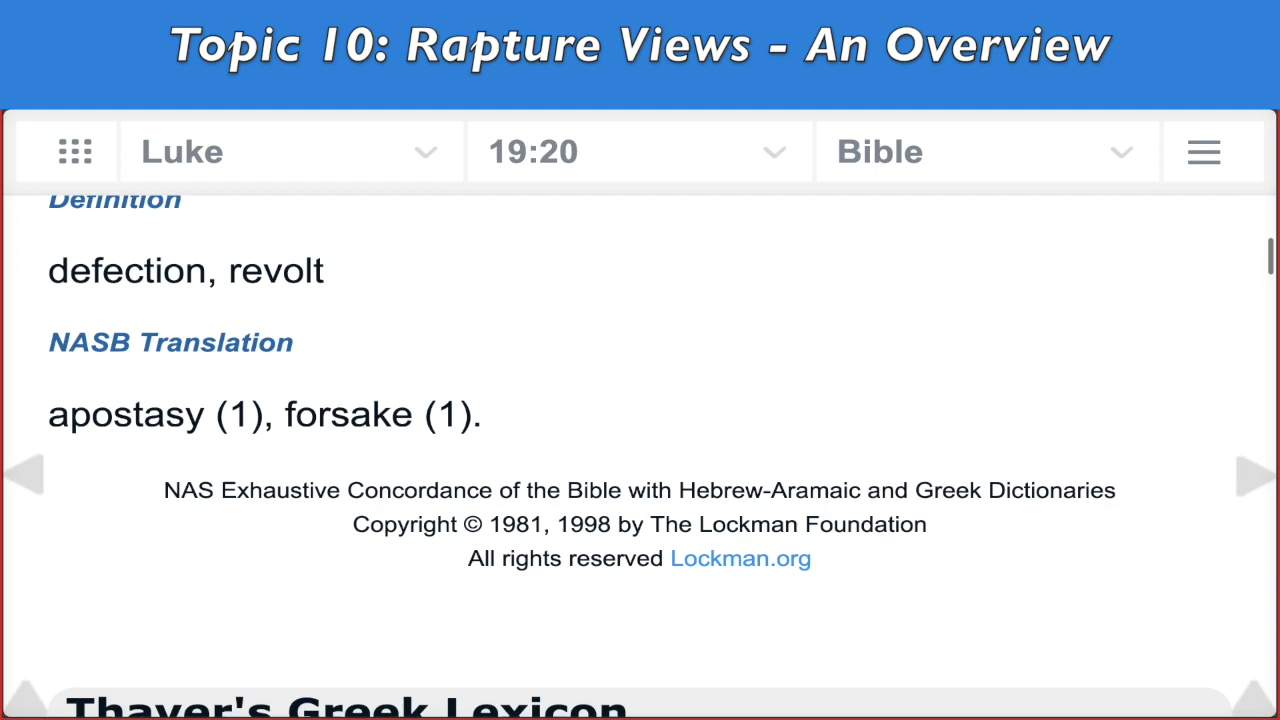 Topic 10: Rapture Views - An Overview
Luke 19:20 Bible
Definition
defection, revolt
NASB Translation
apostasy (1), forsake (1).
NAS Exhaustive Concordance of the Bible with Hebrew-Aramaic and Greek Dictionaries
Copyright © 1981, 1998 by The Lockman Foundation
All rights reserved Lockman.org
Thayer's Greek Lexicon